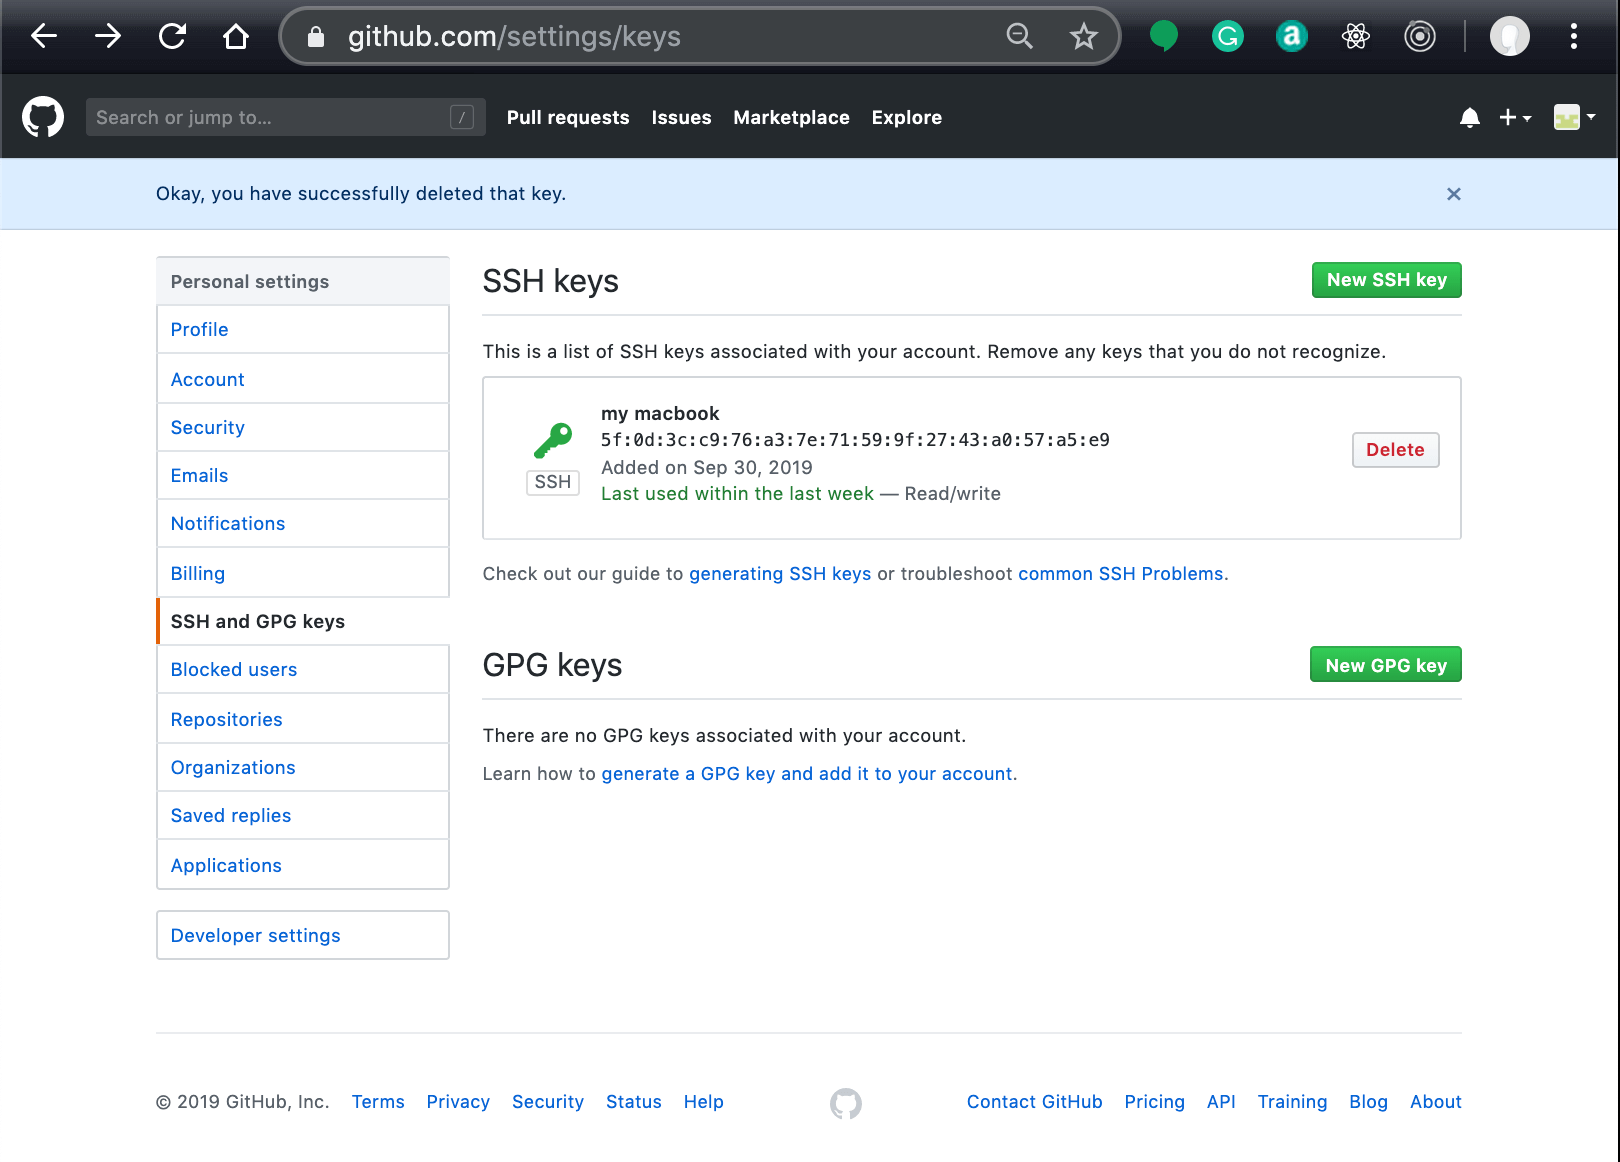 github.com/settings/keys
Search or jump to... /
Pull requests Issues Marketplace Explore
Okay, you have successfully deleted that key.
Personal settings
Profile
Account
Security
Emails
Notifications
Billing
SSH and GPG keys
Blocked users
Repositories
Organizations
Saved replies
Applications
Developer settings
SSH keys
New SSH key
This is a list of SSH keys associated with your account. Remove any keys that you do not recognize.
SSH
my macbook
5f:0d:3c:c9:76:a3:7e:71:59:9f:27:43:a0:57:a5:e9
Added on Sep 30, 2019
Last used within the last week — Read/write
Delete
Check out our guide to generating SSH keys or troubleshoot common SSH Problems.
GPG keys
New GPG key
There are no GPG keys associated with your account.
Learn how to generate a GPG key and add it to your account.
© 2019 GitHub, Inc. Terms Privacy Security Status Help
Contact GitHub Pricing API Training Blog About